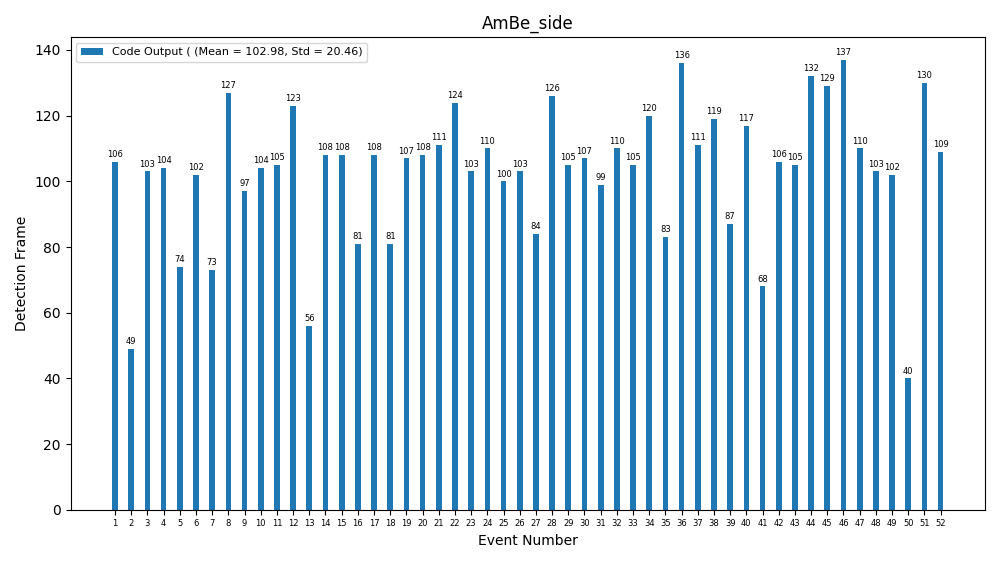 AmBe_side
Code Output ( (Mean = 102.98, Std = 20.46)
Detection Frame
140
120
100
80
60
40
20
0
106 49 103 104 74 102 73 127 97 104 105 123 56 108 108 81 108 81 107 108 111 124 103 110 100 103 84 126 105 107 99 110 105 120 83 136 111 119 87 117 68 106 105 132 129 137 110 103 102 40 130 109
1 2 3 4 5 6 7 8 9 10 11 12 13 14 15 16 17 18 19 20 21 22 23 24 25 26 27 28 29 30 31 32 33 34 35 36 37 38 39 40 41 42 43 44 45 46 47 48 49 50 51 52
Event Number